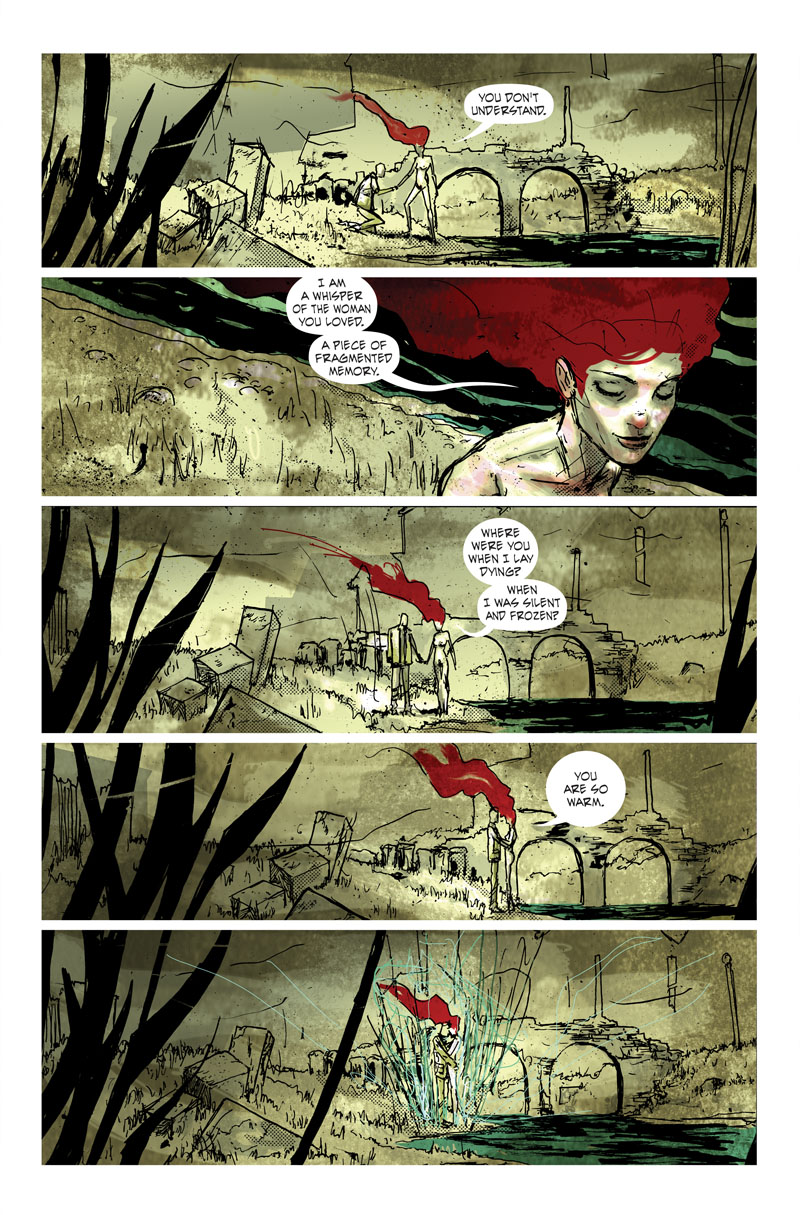 YOU DON'T
UNDERSTAND.
I AM
A WHISPER
OF THE WOMAN
YOU LOVED.
A PIECE OF
FRAGMENTED
MEMORY.
WHERE
WERE YOU
WHEN I LAY
DYING?
WHEN
I WAS SILENT
AND FROZEN?
YOU
ARE SO
WARM.